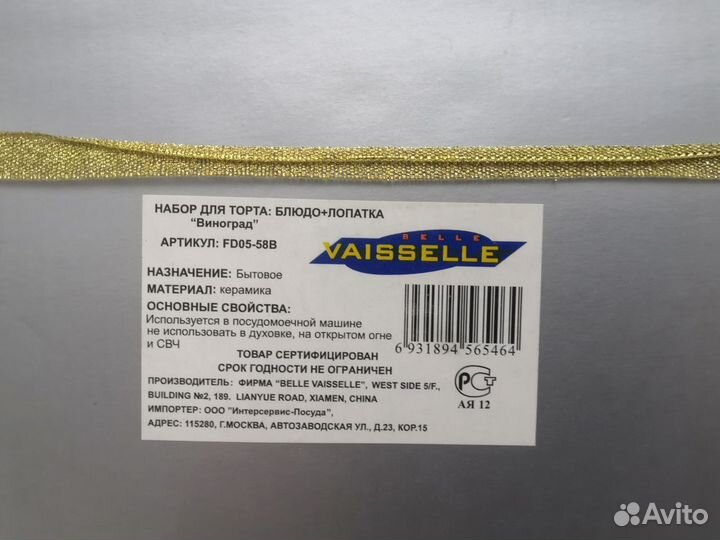 НАБОР ДЛЯ ТОРТА: БЛЮДО+ЛОПАТКА
“Виноград”
АРТИКУЛ: FD05-58B
BELLE
VAISSELLE
НАЗНАЧЕНИЕ: Бытовое
МАТЕРИАЛ: керамика
ОСНОВНЫЕ СВОЙСТВА:
Используется в посудомоечной машине
не использовать в духовке, на открытом огне
и СВЧ
6 931894 565464
ТОВАР СЕРТИФИЦИРОВАН
СРОК ГОДНОСТИ НЕ ОГРАНИЧЕН
ПРОИЗВОДИТЕЛЬ: ФИРМА “BELLE VAISSELLE”, WEST SIDE 5/F.,
BUILDING №2, 189. LIANYUE ROAD, XIAMEN, CHINA
ИМПОРТЕР: ООО "Интерсервис-Посуда",
АДРЕС: 115280, Г.МОСКВА, АВТОЗАВОДСКАЯ УЛ., Д.23, КОР.15
РСТ
АЯ 12
Avito